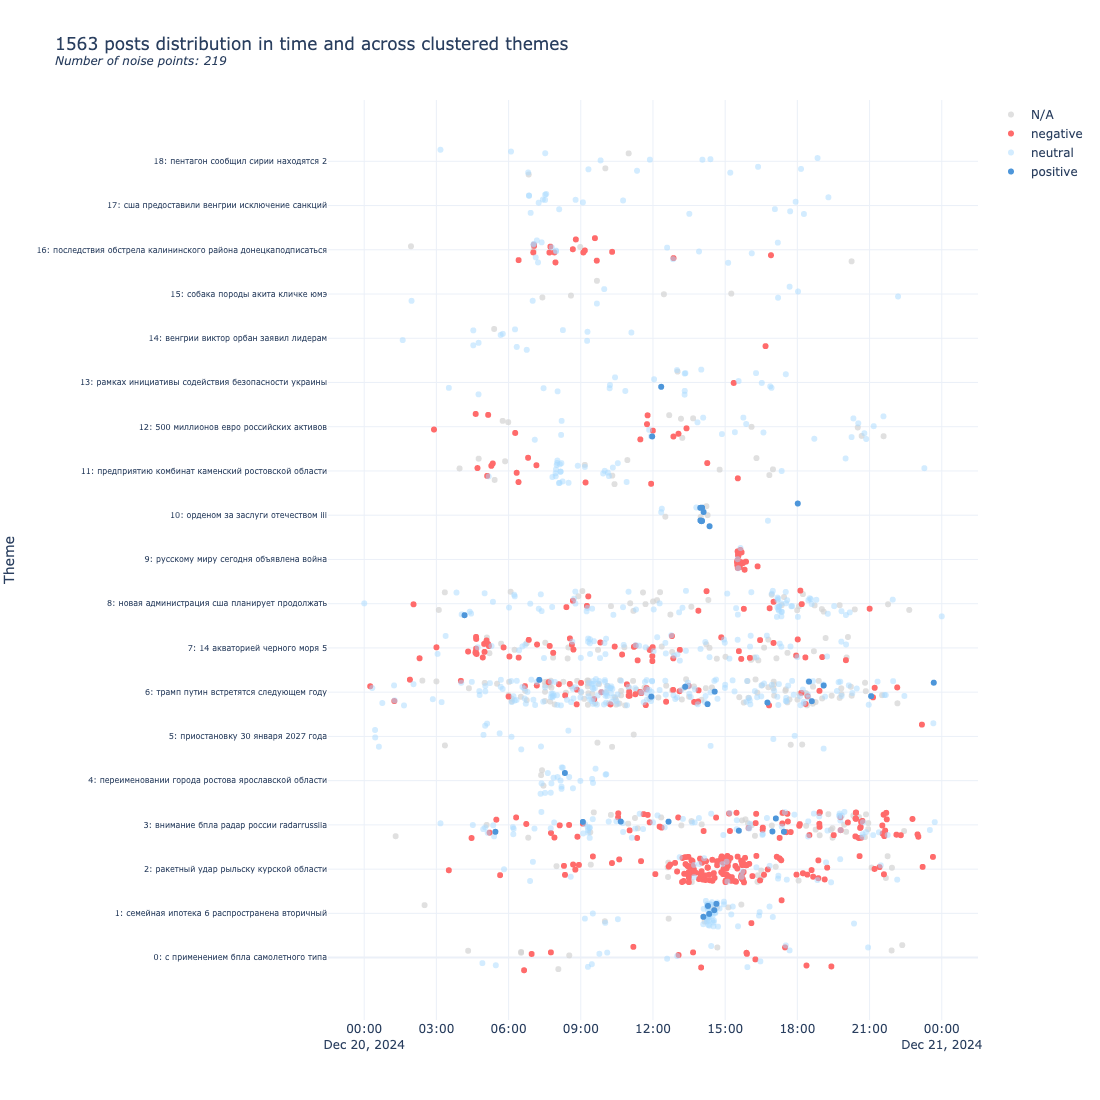 1563 posts distribution in time and across clustered themes
Number of noise points: 219
N/A
negative
neutral
positive
Theme
18: пентагон сообщил сирии находятся 2
17: сша предоставили венгрии исключение санкций
16: последствия обстрела калининского района донецкаподписаться
15: собака породы акита кличке юмэ
14: венгрии виктор орбан заявил лидерам
13: рамках инициативы содействия безопасности украины
12: 500 миллионов евро российских активов
11: предприятию комбинат каменский ростовской области
10: орденом за заслуги отечеством iii
9: русскому миру сегодня объявлена война
8: новая администрация сша планирует продолжать
7: 14 акваторией черного моря 5
6: трамп путин встретятся следующем году
5: приостановку 30 января 2027 года
4: переименовании города ростова ярославской области
3: внимание бпла радар россии radarrussiia
2: ракетный удар рыльску курской области
1: семейная ипотека 6 распространена вторичный
0: с применением бпла самолетного типа
00:00 03:00 06:00 09:00 12:00 15:00 18:00 21:00 00:00
Dec 20, 2024 Dec 21, 2024